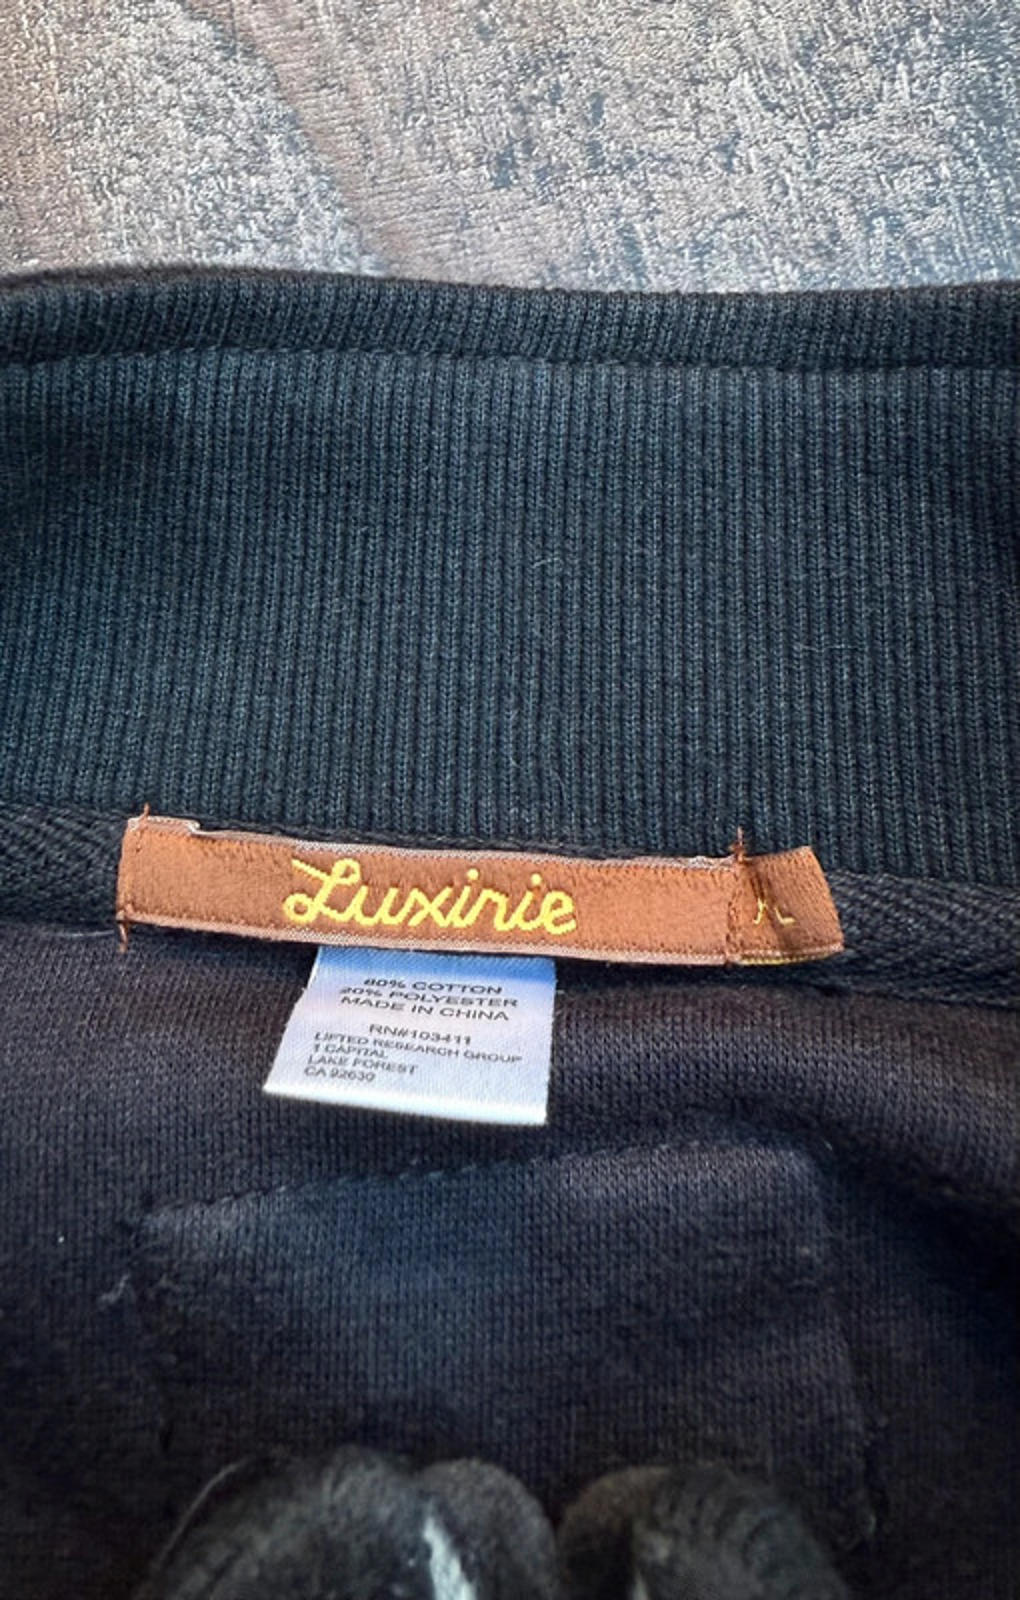 Luxirie
XL
80% COTTON
20% POLYESTER
MADE IN CHINA
RN#103411
LIFTED RESEARCH GROUP
1 CAPITAL
LAKE FOREST
CA 92630